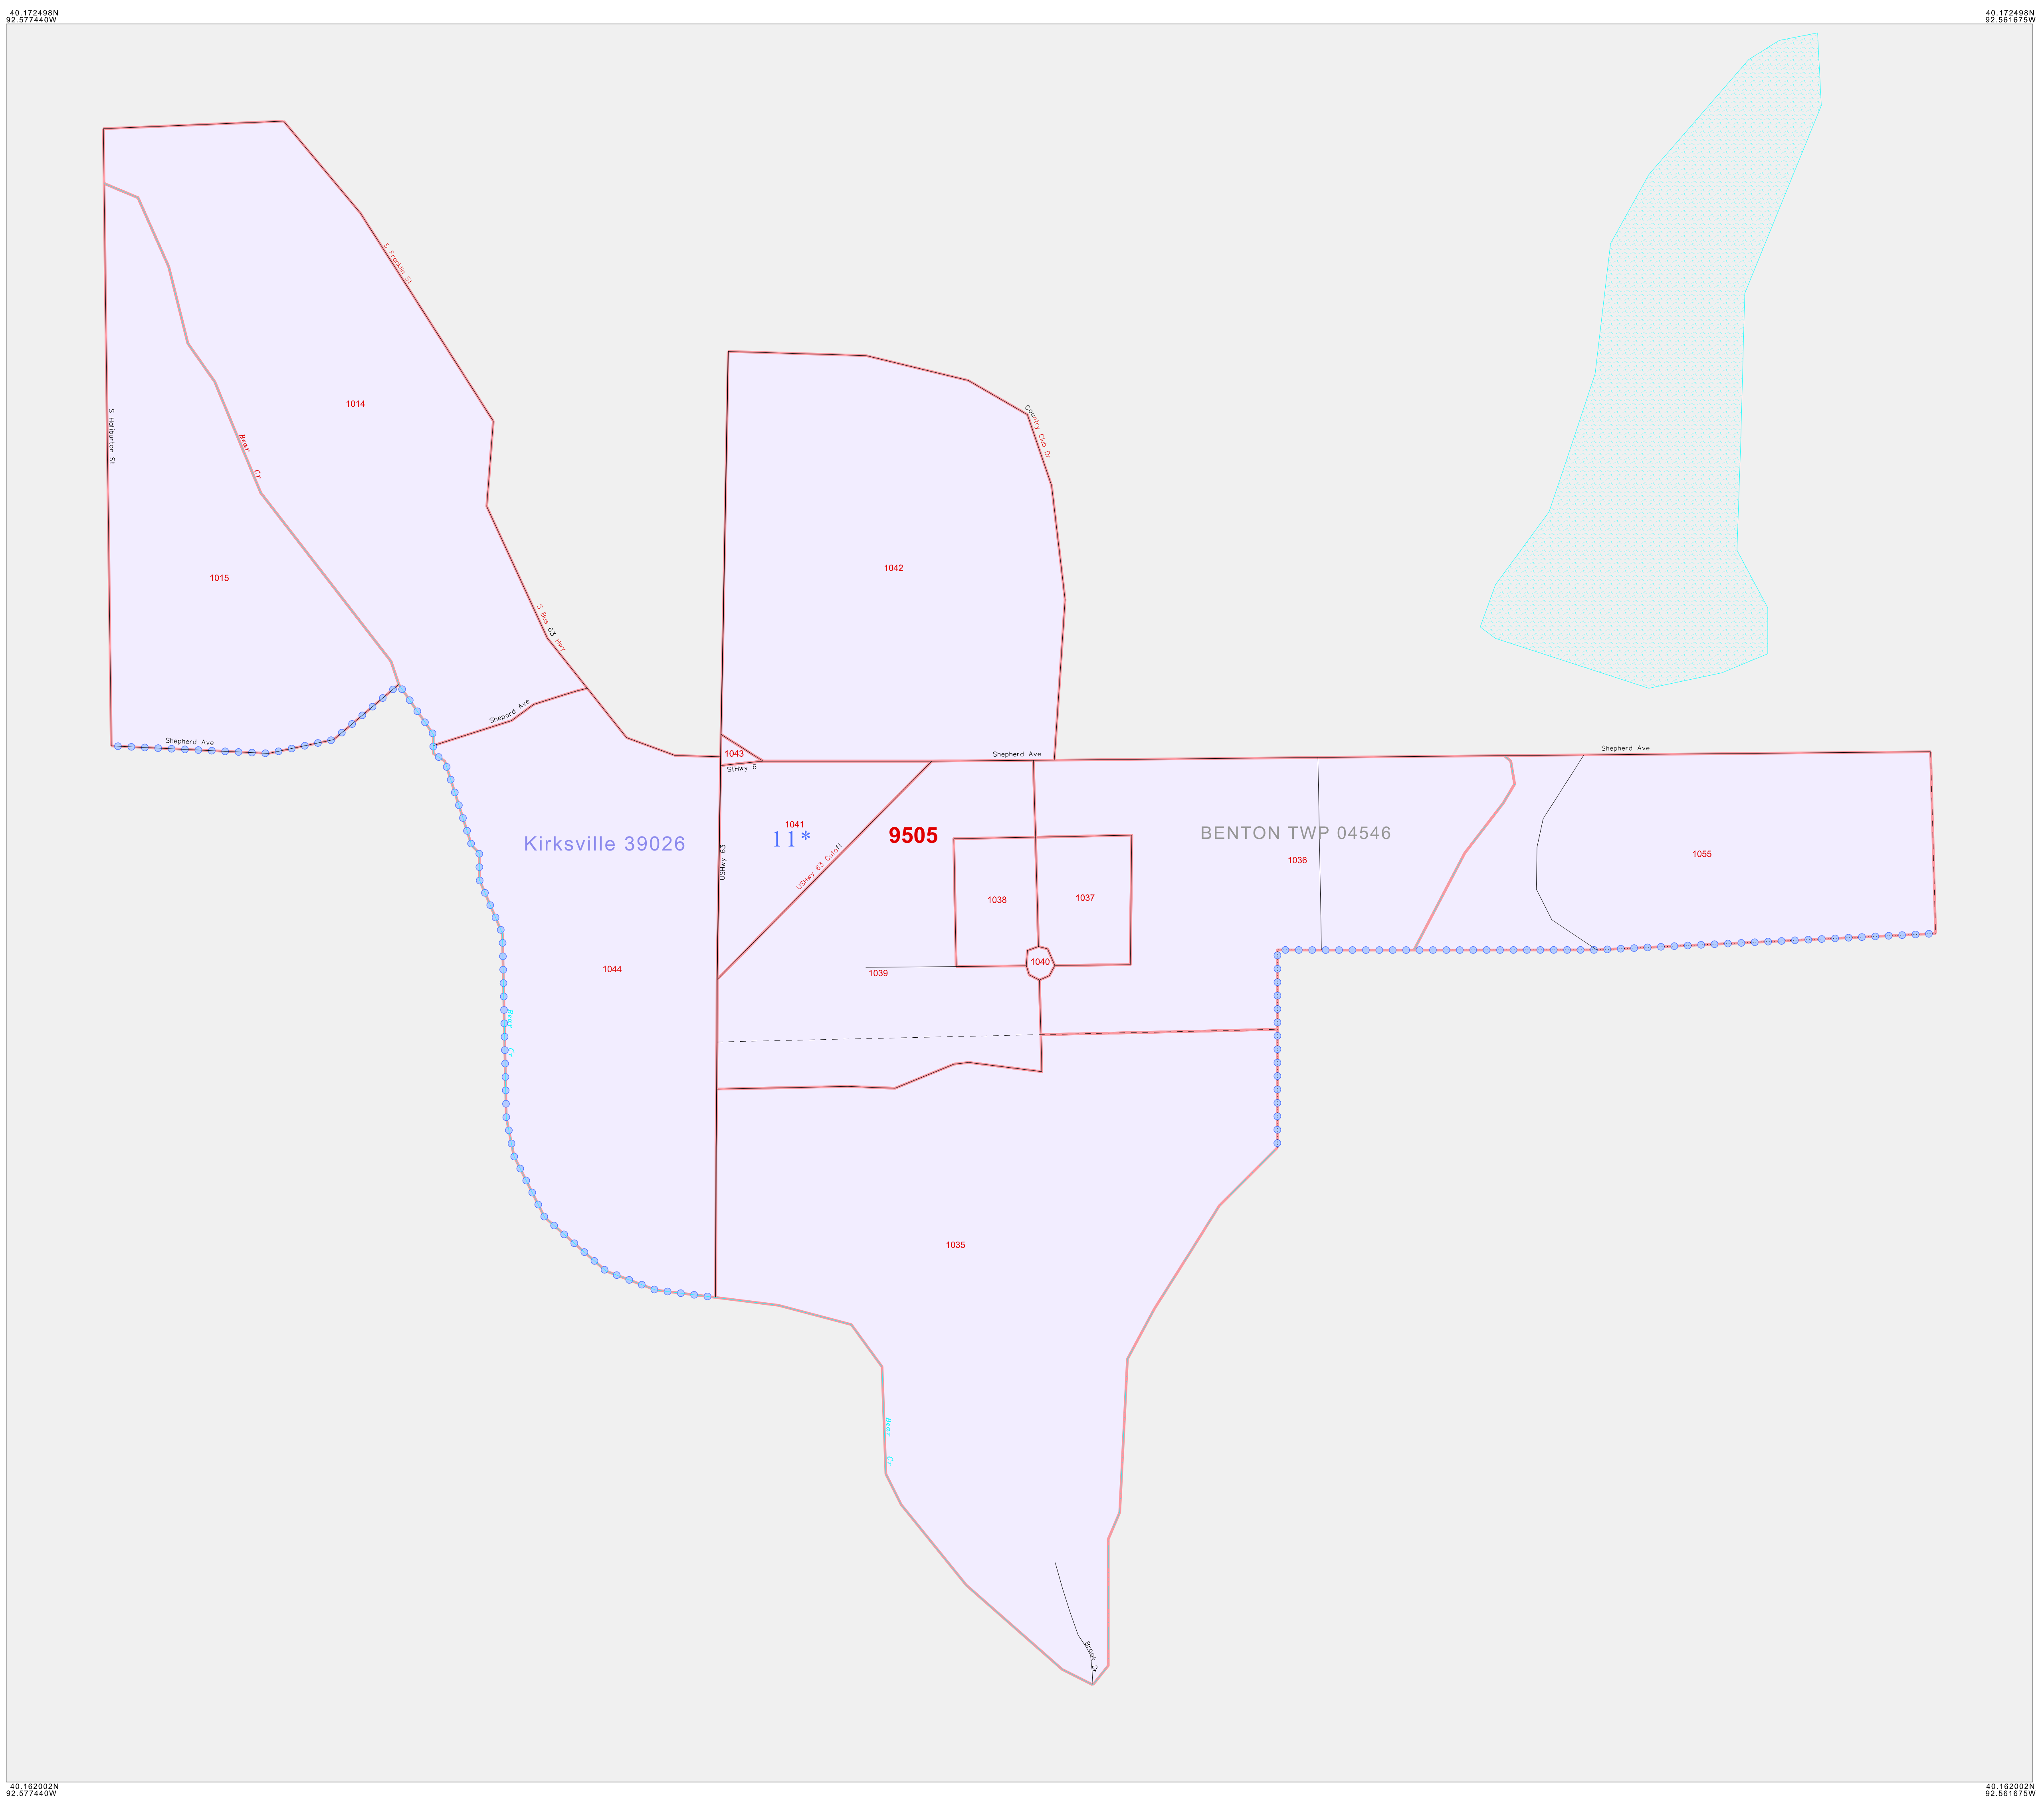 40.172498N
92.577440W
40.172498N
92.561675W
S Franklin St
1014
S Haliburton St
Bear Cr
Country Club Dr
1015
1042
S Bus 63 Hwy
Shepard Ave
Shepherd Ave
1043
StHwy 6
Shepherd Ave
Shepherd Ave
Kirksville 39026
1041
11*
9505
BENTON TWP 04546
USHwy 63
USHwy 63 Cutoff
1036
1055
1038
1037
1044
1039
1040
Bear Cr
1035
Bear Cr
Brook Dr
40.162002N
92.577440W
40.162002N
92.561675W